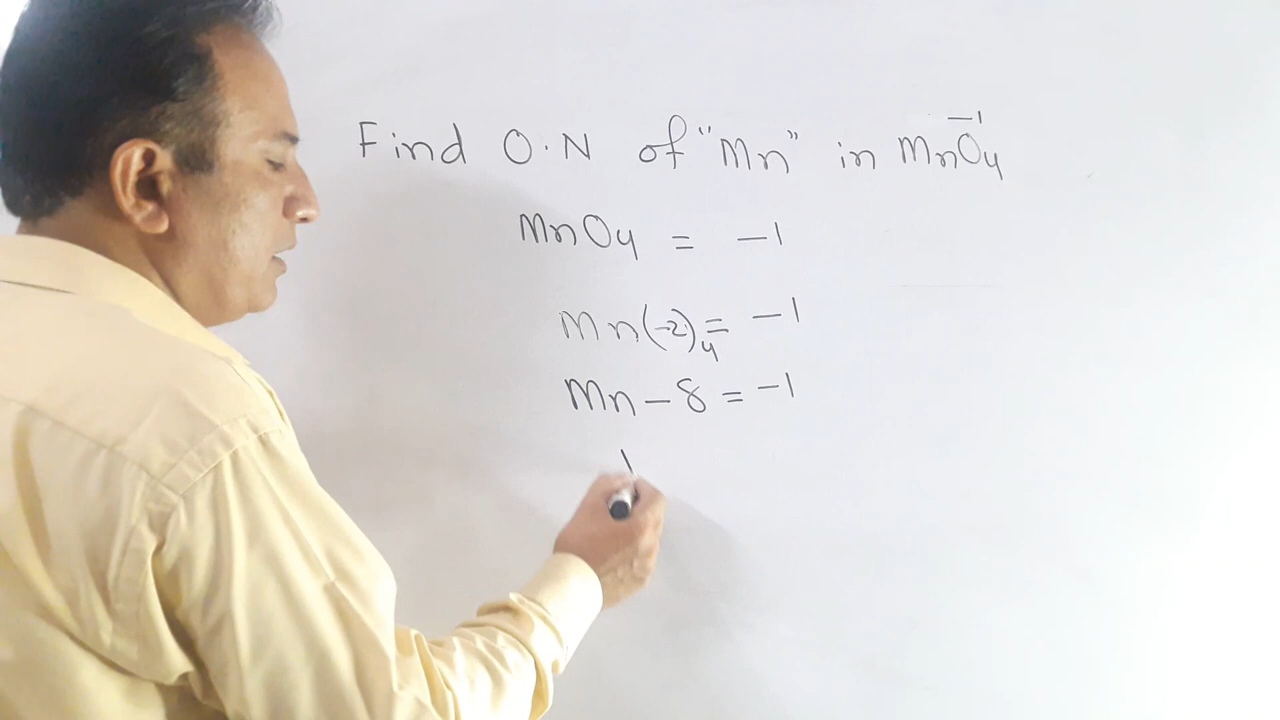 Find O.N of "Mn" in MnO₄⁻¹
MnO₄ = -1
Mn(-2)₄ = -1
Mn - 8 = -1